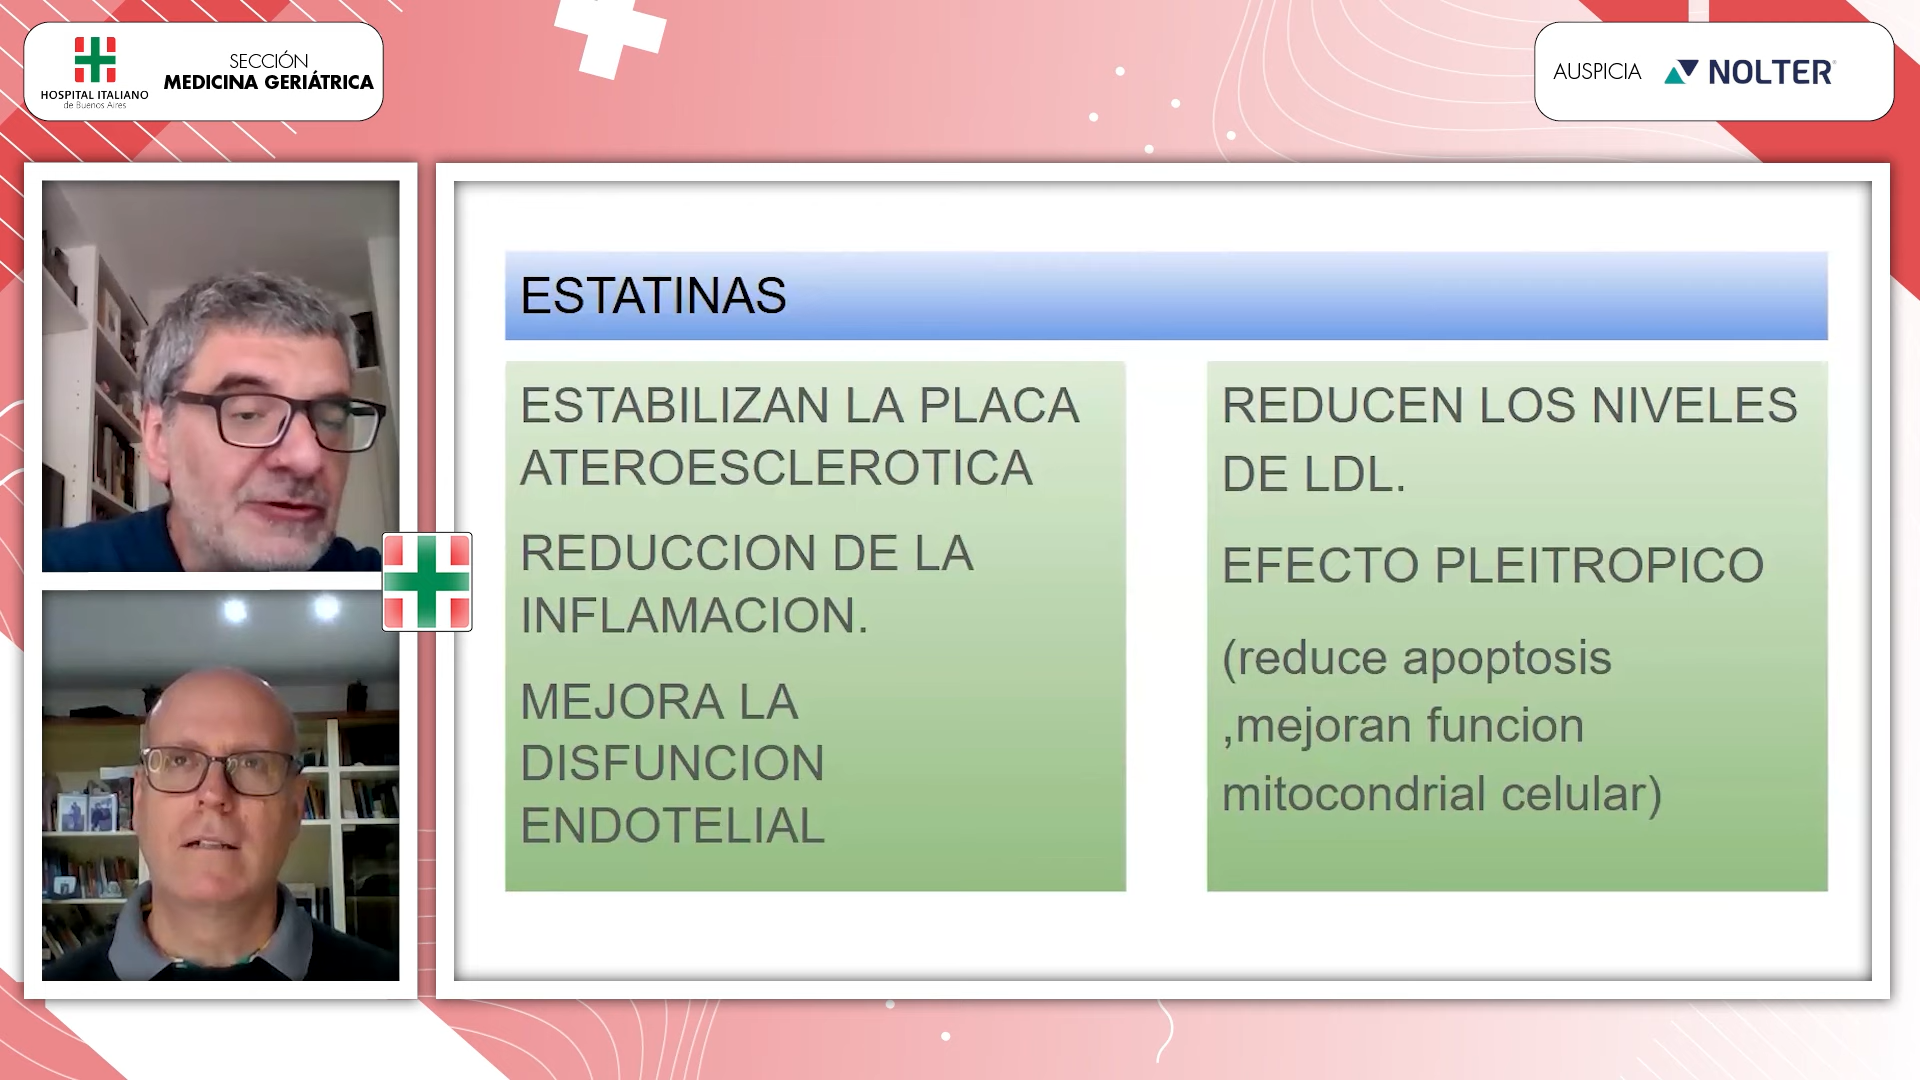 HOSPITAL ITALIANO
de Buenos Aires
SECCIÓN
MEDICINA GERIÁTRICA
AUSPICIA
NOLTER
ESTATINAS
ESTABILIZAN LA PLACA
ATEROESCLEROTICA
REDUCCION DE LA
INFLAMACION.
MEJORA LA
DISFUNCION
ENDOTELIAL
REDUCEN LOS NIVELES
DE LDL.
EFECTO PLEITROPICO
(reduce apoptosis
,mejoran funcion
mitocondrial celular)